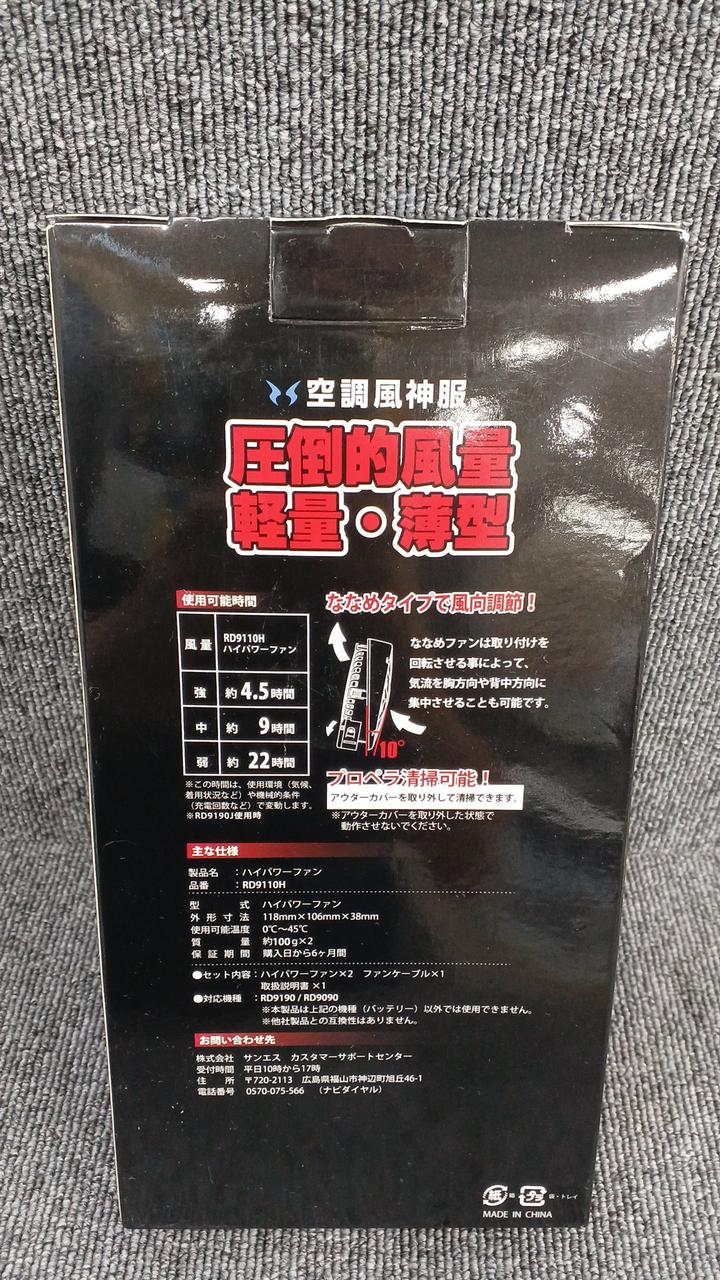 空調風神服®
圧倒的風量
軽量・薄型
使用可能時間
風量 RD9110H ハイパワーファン
強 約4.5時間
中 約 9時間
弱 約22時間
※この時間は、使用環境（気候、
着用状況など）や機械的条件
（充電回数など）で変動します。
※RD9190J使用時
ななめタイプで風向調節！
ななめファンは取り付けを
回転させる事によって、
気流を胸方向や背中方向に
集中させることも可能です。
10°
プロペラ清掃可能！
アウターカバーを取り外して清掃できます。
※アウターカバーを取り外した状態で
動作させないでください。
主な仕様
製品名 ：ハイパワーファン
品番 ：RD9110H
型式 ハイパワーファン
外形寸法 118mm×106mm×38mm
使用可能温度 0℃～45℃
質量 約100g×2
保証期間 購入日から6ヶ月間
●セット内容：ハイパワーファン×2 ファンケーブル×1
取扱説明書×1
●対応機種 ：RD9190 / RD9090
※本製品は上記の機種（バッテリー）以外では使用できません。
※他社製品との互換性はありません。
お問い合わせ先
株式会社 サンエス カスタマーサポートセンター
受付時間 平日10時から17時
住所 〒720-2113 広島県福山市神辺町旭丘46-1
電話番号 0570-075-566 （ナビダイヤル）
紙 箱 プラ 袋・トレイ
MADE IN CHINA